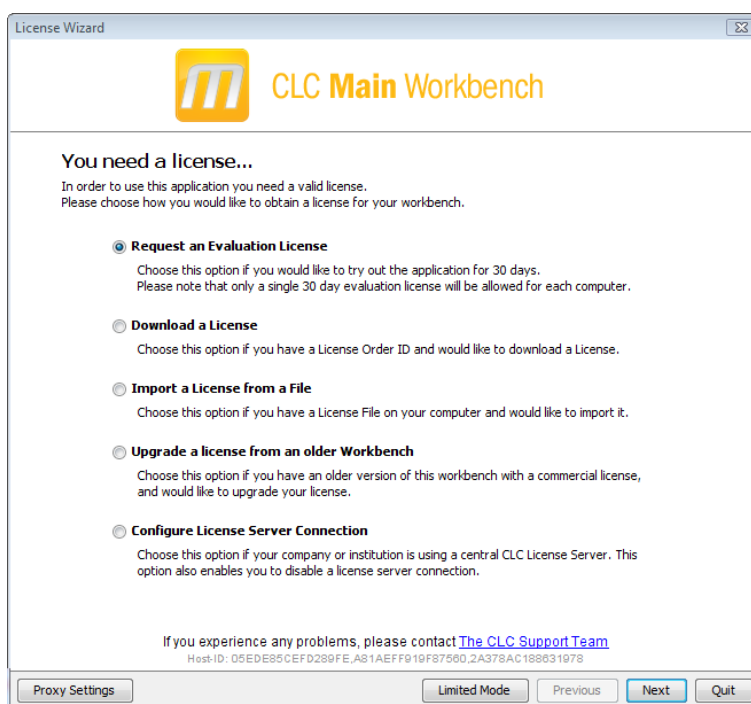 License Wizard
CLC Main Workbench
You need a license...
In order to use this application you need a valid license.
Please choose how you would like to obtain a license for your workbench.
Request an Evaluation License
Choose this option if you would like to try out the application for 30 days.
Please note that only a single 30 day evaluation license will be allowed for each computer.
Download a License
Choose this option if you have a License Order ID and would like to download a License.
Import a License from a File
Choose this option if you have a License File on your computer and would like to import it.
Upgrade a license from an older Workbench
Choose this option if you have an older version of this workbench with a commercial license,
and would like to upgrade your license.
Configure License Server Connection
Choose this option if your company or institution is using a central CLC License Server. This
option also enables you to disable a license server connection.
If you experience any problems, please contact The CLC Support Team
Host-ID: 05EDE85CEFD289FE,A81AEFF919F87560,2A378AC188631978
Proxy Settings Limited Mode Previous Next Quit